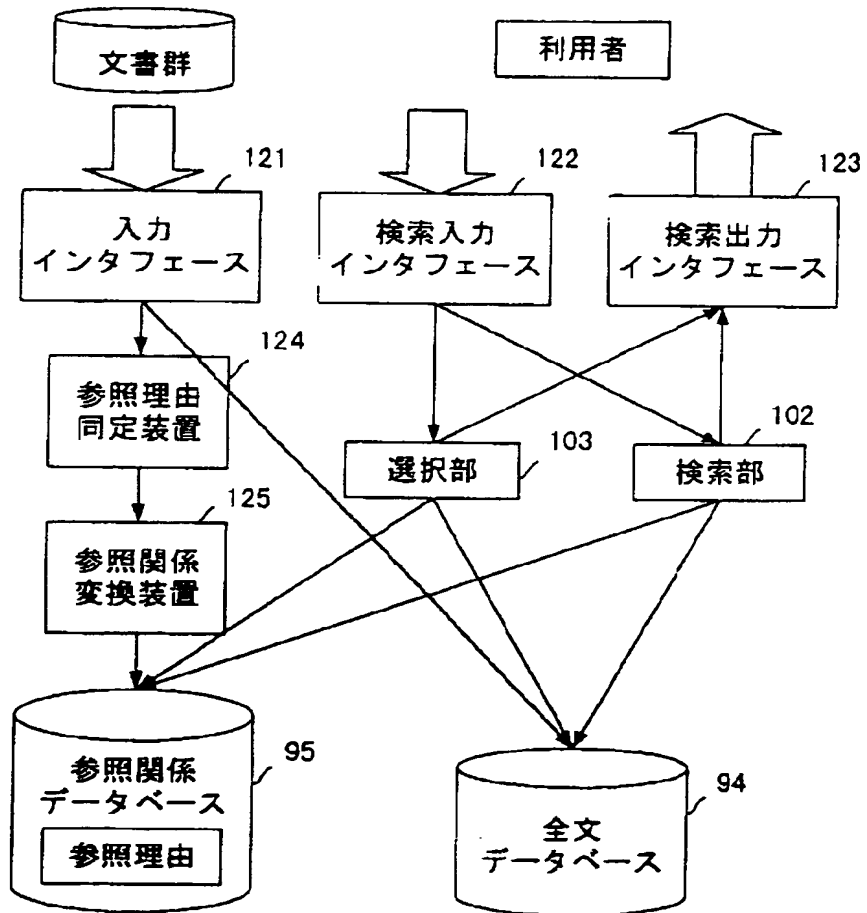 文書群
利用者
121
122
123
入力
インタフェース
検索入力
インタフェース
検索出力
インタフェース
124
参照理由
同定装置
103
選択部
102
検索部
125
参照関係
変換装置
95
参照関係
データベース
参照理由
94
全文
データベース